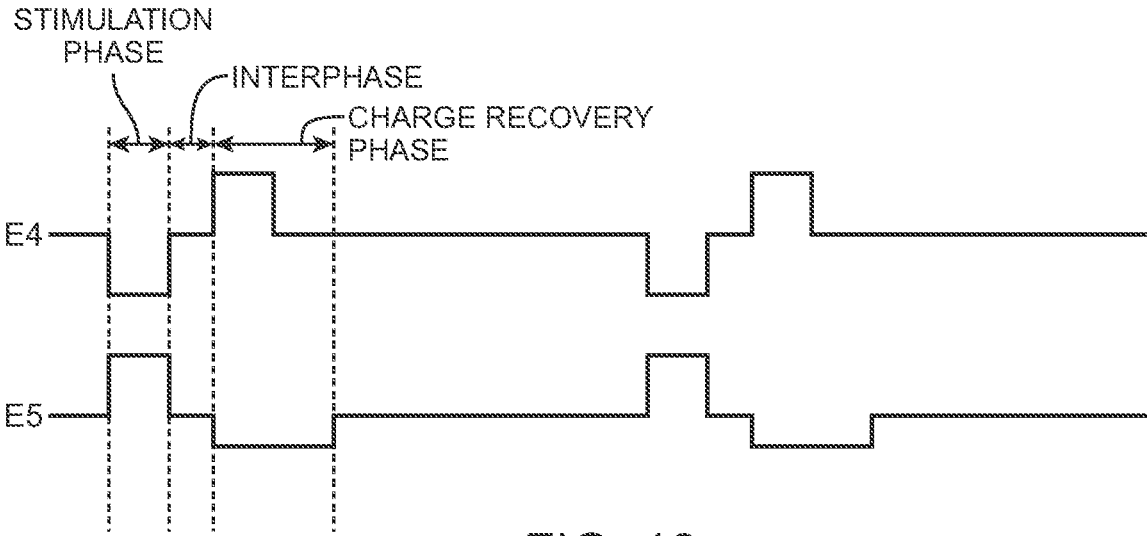 STIMULATION
PHASE
INTERPHASE
CHARGE RECOVERY
PHASE
E4
E5